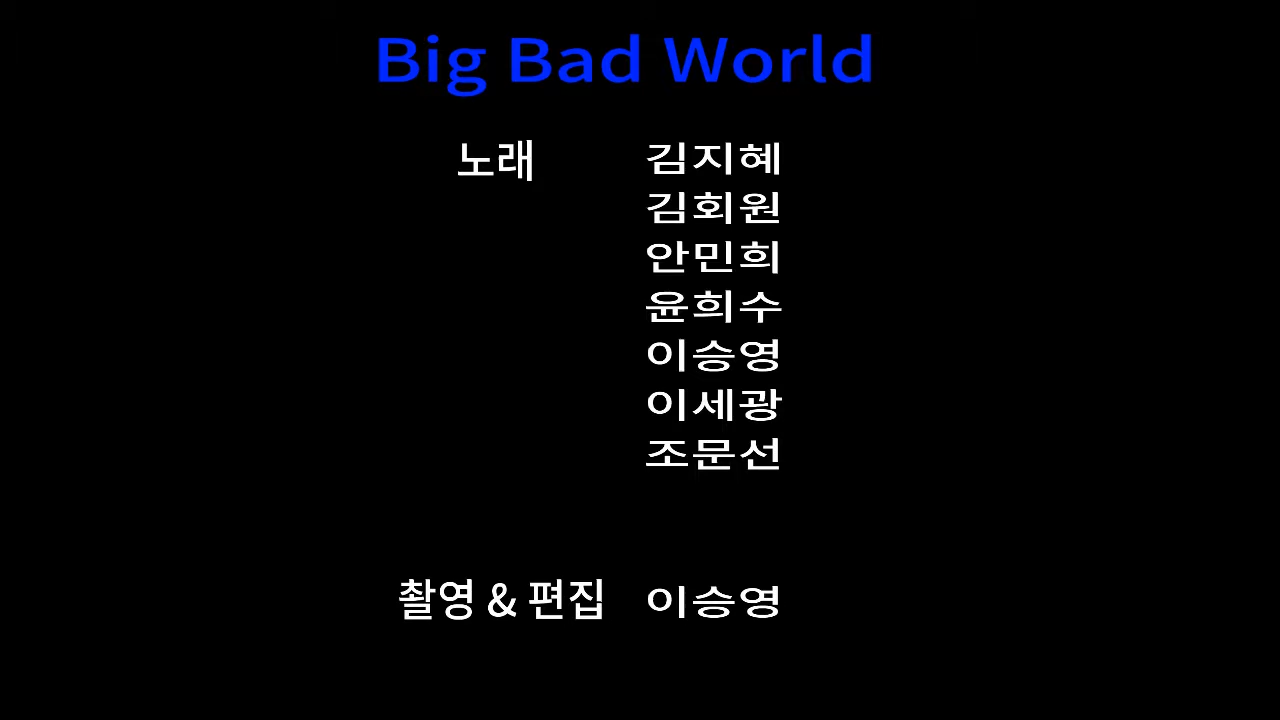 Big Bad World
노래 김지혜
김회원
안민희
윤희수
이승영
이세광
조문선
촬영 & 편집 이승영